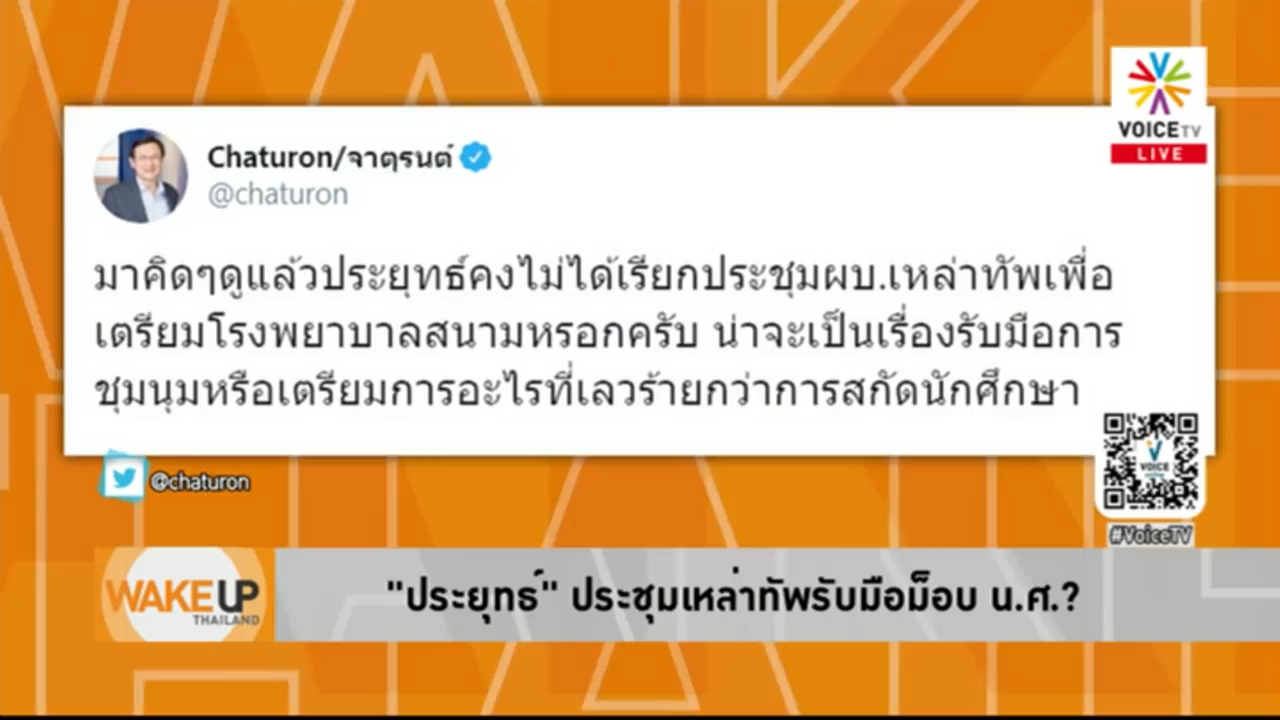 VOICE TV
LIVE
Chaturon/จาตุรนต์
@chaturon
มาคิดๆดูแล้วประยุทธ์คงไม่ได้เรียกประชุมผบ.เหล่าทัพเพื่อ
เตรียมโรงพยาบาลสนามหรอกครับ น่าจะเป็นเรื่องรับมือการ
ชุมนุมหรือเตรียมการอะไรที่เลวร้ายกว่าการสกัดนักศึกษา
@chaturon
VOICE
#VoiceTV
WAKE UP
THAILAND
"ประยุทธ์" ประชุมเหล่าทัพรับมือม็อบ น.ศ.?